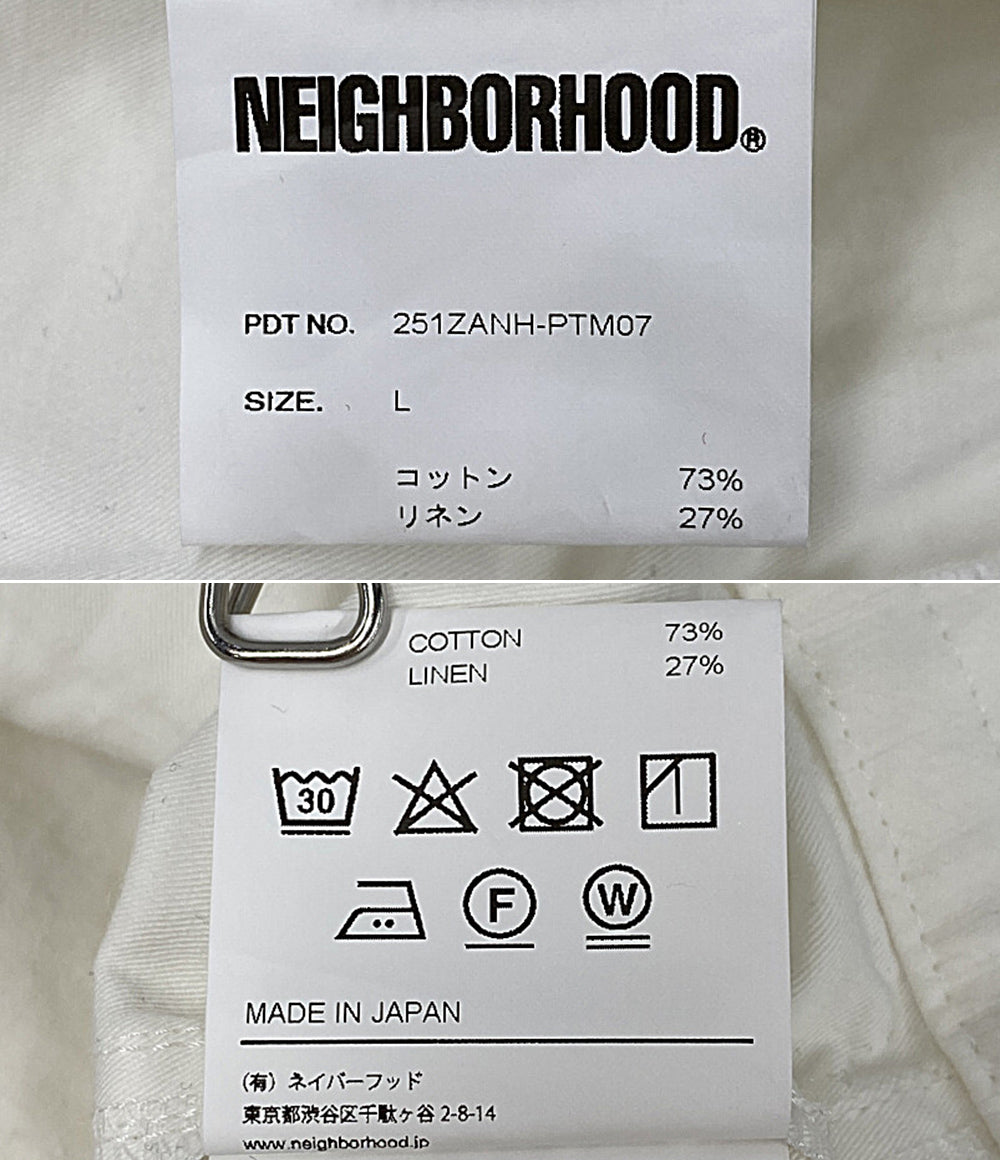 NEIGHBORHOOD®
PDT NO. 251ZANH-PTM07
SIZE. L
コットン 73%
リネン 27%
COTTON 73%
LINEN 27%
30
F W
MADE IN JAPAN
(有) ネイバーフッド
東京都渋谷区千駄ヶ谷 2-8-14
www.neighborhood.jp